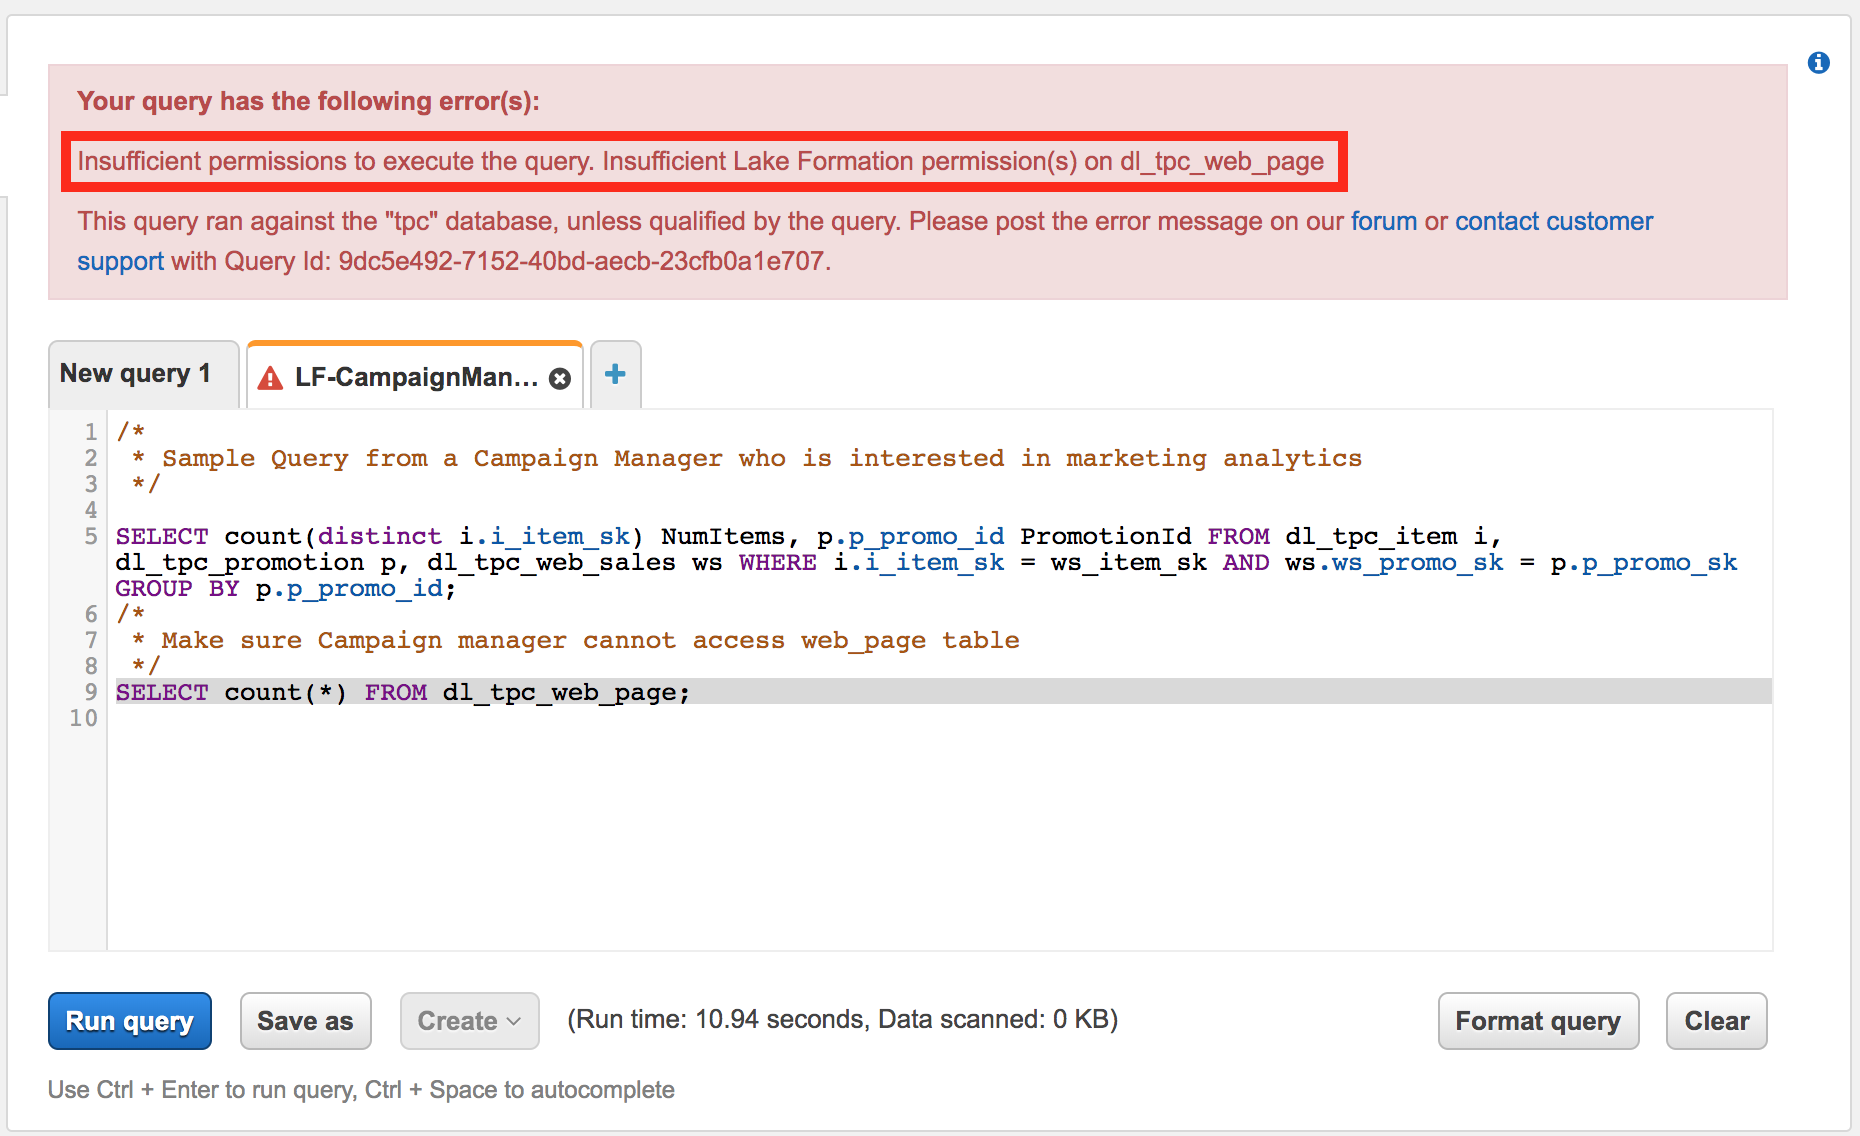 Your query has the following error(s):
Insufficient permissions to execute the query. Insufficient Lake Formation permission(s) on dl_tpc_web_page
This query ran against the "tpc" database, unless qualified by the query. Please post the error message on our forum or contact customer
support with Query Id: 9dc5e492-7152-40bd-aecb-23cfb0a1e707.
New query 1
LF-CampaignMan...
1 /*
2  * Sample Query from a Campaign Manager who is interested in marketing analytics
3  */
4
5 SELECT count(distinct i.i_item_sk) NumItems, p.p_promo_id PromotionId FROM dl_tpc_item i,
dl_tpc_promotion p, dl_tpc_web_sales ws WHERE i.i_item_sk = ws_item_sk AND ws.ws_promo_sk = p.p_promo_sk
GROUP BY p.p_promo_id;
6 /*
7  * Make sure Campaign manager cannot access web_page table
8  */
9 SELECT count(*) FROM dl_tpc_web_page;
10
Run query
Save as
Create
(Run time: 10.94 seconds, Data scanned: 0 KB)
Format query
Clear
Use Ctrl + Enter to run query, Ctrl + Space to autocomplete